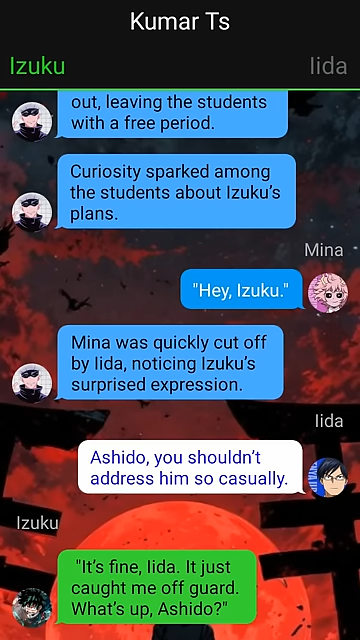 Kumar Ts
Izuku
Iida
out, leaving the students
with a free period.
Curiosity sparked among
the students about Izuku's
plans.
Mina
"Hey, Izuku."
Mina was quickly cut off
by Iida, noticing Izuku's
surprised expression.
Iida
Ashido, you shouldn't
address him so casually.
Izuku
"It's fine, Iida. It just
caught me off guard.
What's up, Ashido?"